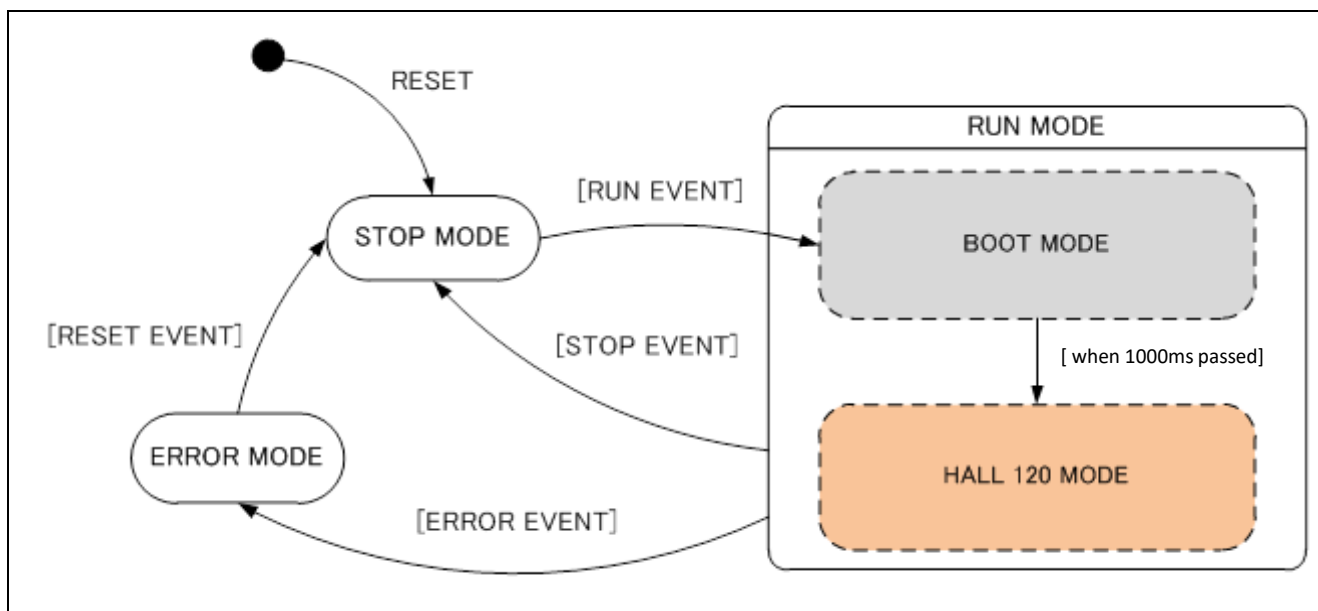 RESET
RUN MODE
[RUN EVENT]
STOP MODE
BOOT MODE
[RESET EVENT]
[STOP EVENT]
[ when 1000ms passed]
ERROR MODE
HALL 120 MODE
[ERROR EVENT]